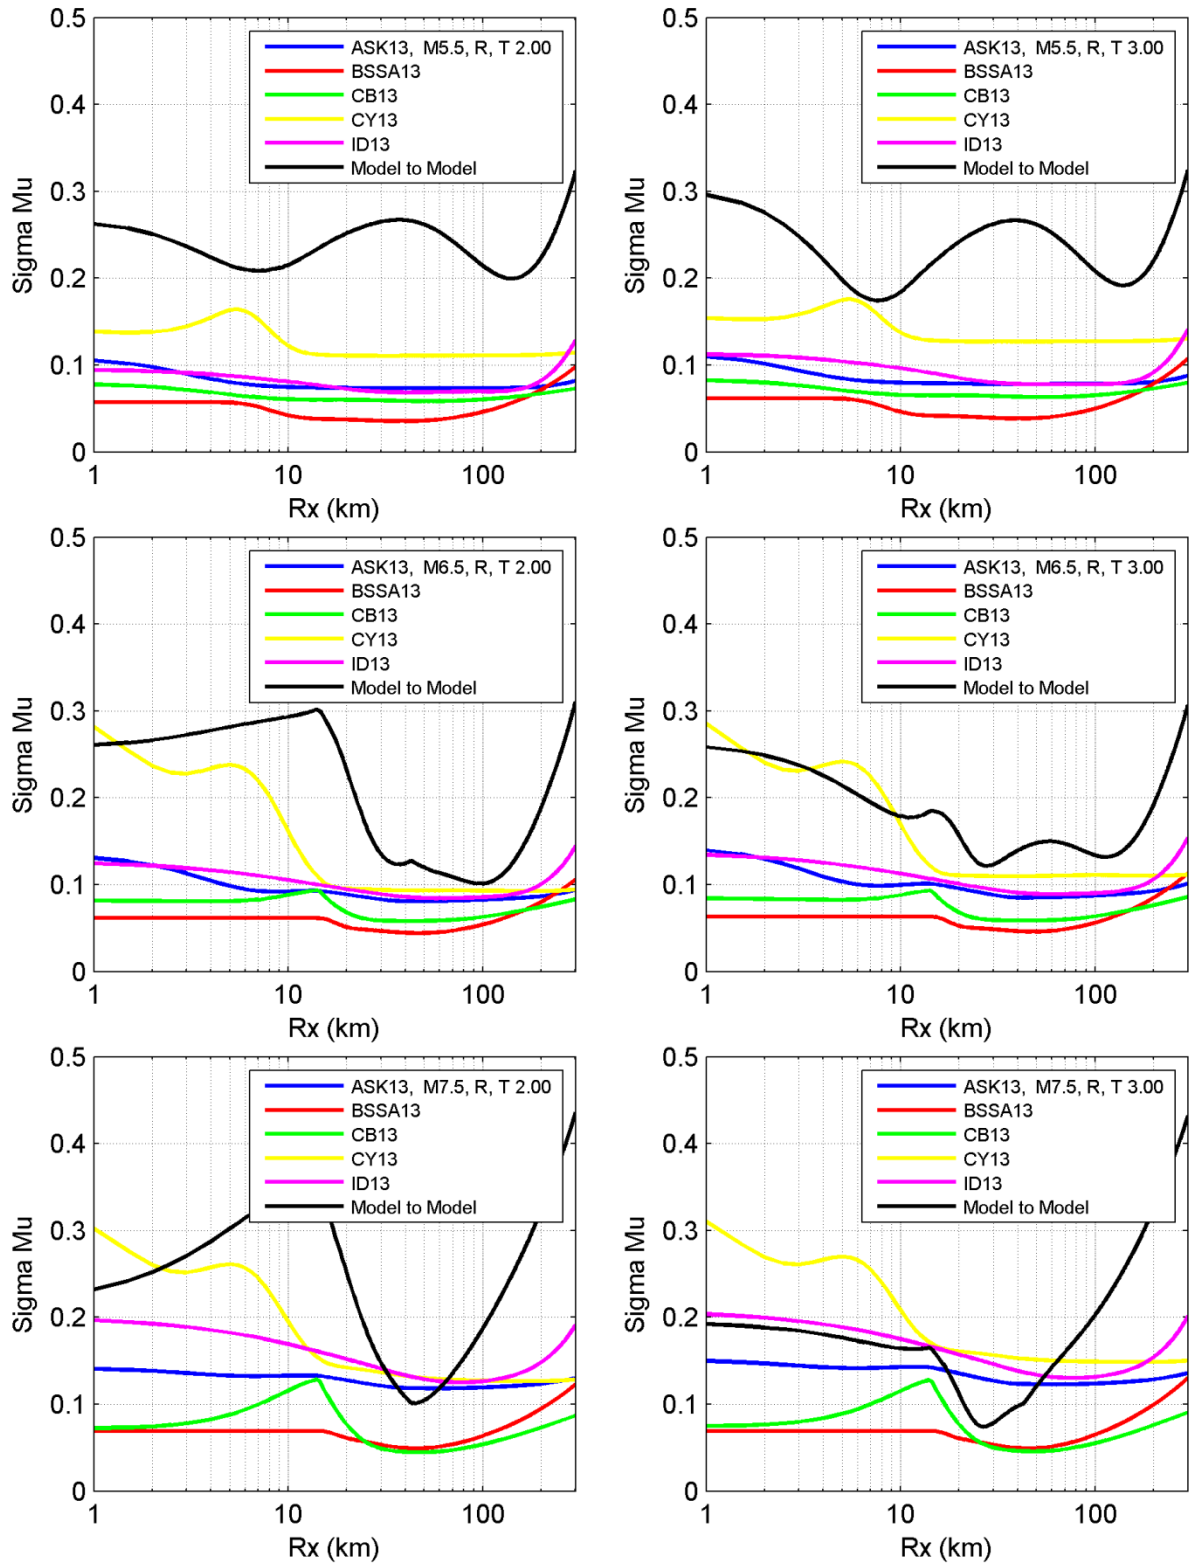 0.5
0.4
0.3
0.2
0.1
0
Sigma Mu
ASK13, M5.5, R, T 2.00
BSSA13
CB13
CY13
ID13
Model to Model
1 10 100
Rx (km)
0.5
0.4
0.3
0.2
0.1
0
Sigma Mu
ASK13, M5.5, R, T 3.00
BSSA13
CB13
CY13
ID13
Model to Model
1 10 100
Rx (km)
0.5
0.4
0.3
0.2
0.1
0
Sigma Mu
ASK13, M6.5, R, T 2.00
BSSA13
CB13
CY13
ID13
Model to Model
1 10 100
Rx (km)
0.5
0.4
0.3
0.2
0.1
0
Sigma Mu
ASK13, M6.5, R, T 3.00
BSSA13
CB13
CY13
ID13
Model to Model
1 10 100
Rx (km)
0.5
0.4
0.3
0.2
0.1
0
Sigma Mu
ASK13, M7.5, R, T 2.00
BSSA13
CB13
CY13
ID13
Model to Model
1 10 100
Rx (km)
0.5
0.4
0.3
0.2
0.1
0
Sigma Mu
ASK13, M7.5, R, T 3.00
BSSA13
CB13
CY13
ID13
Model to Model
1 10 100
Rx (km)